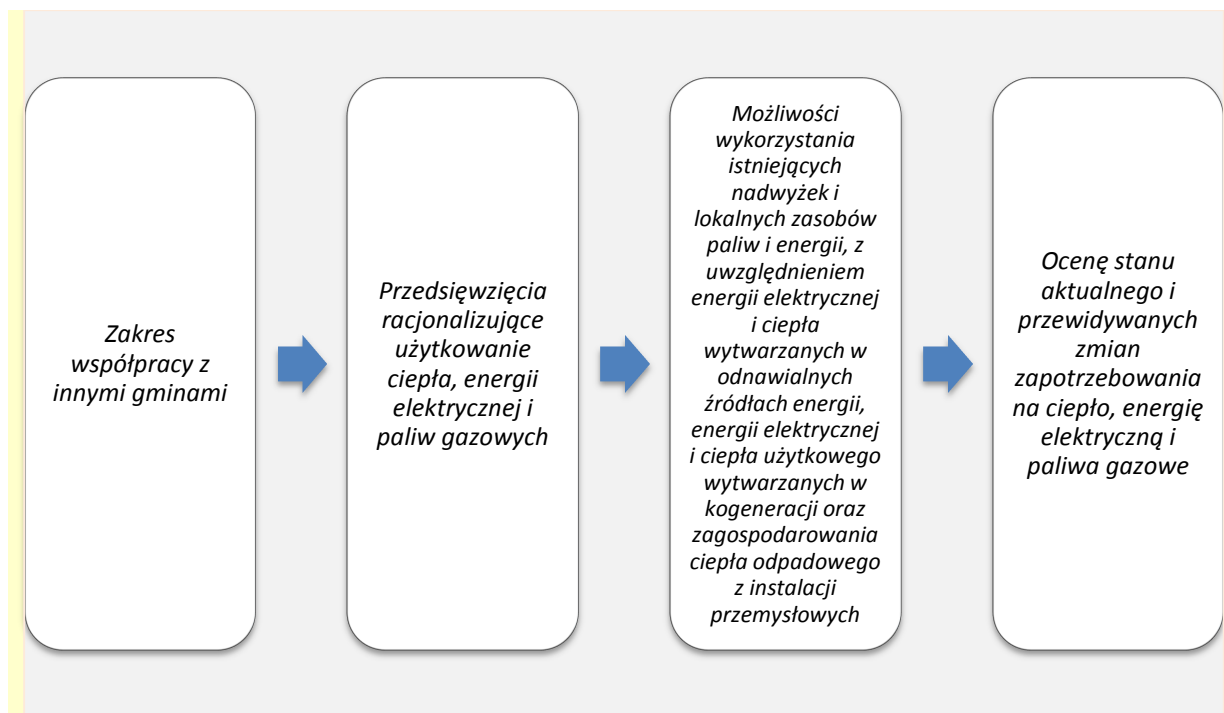 Zakres
współpracy z
innymi gminami
Przedsięwzięcia
racjonalizujące
użytkowanie
ciepła, energii
elektrycznej i
paliw gazowych
Możliwości
wykorzystania
istniejących
nadwyżek i
lokalnych zasobów
paliw i energii, z
uwzględnieniem
energii elektrycznej
i ciepła
wytwarzanych w
odnawialnych
źródłach energii,
energii elektrycznej
i ciepła użytkowego
wytwarzanych w
kogeneracji oraz
zagospodarowania
ciepła odpadowego
z instalacji
przemysłowych
Ocenę stanu
aktualnego i
przewidywanych
zmian
zapotrzebowania
na ciepło, energię
elektryczną i
paliwa gazowe